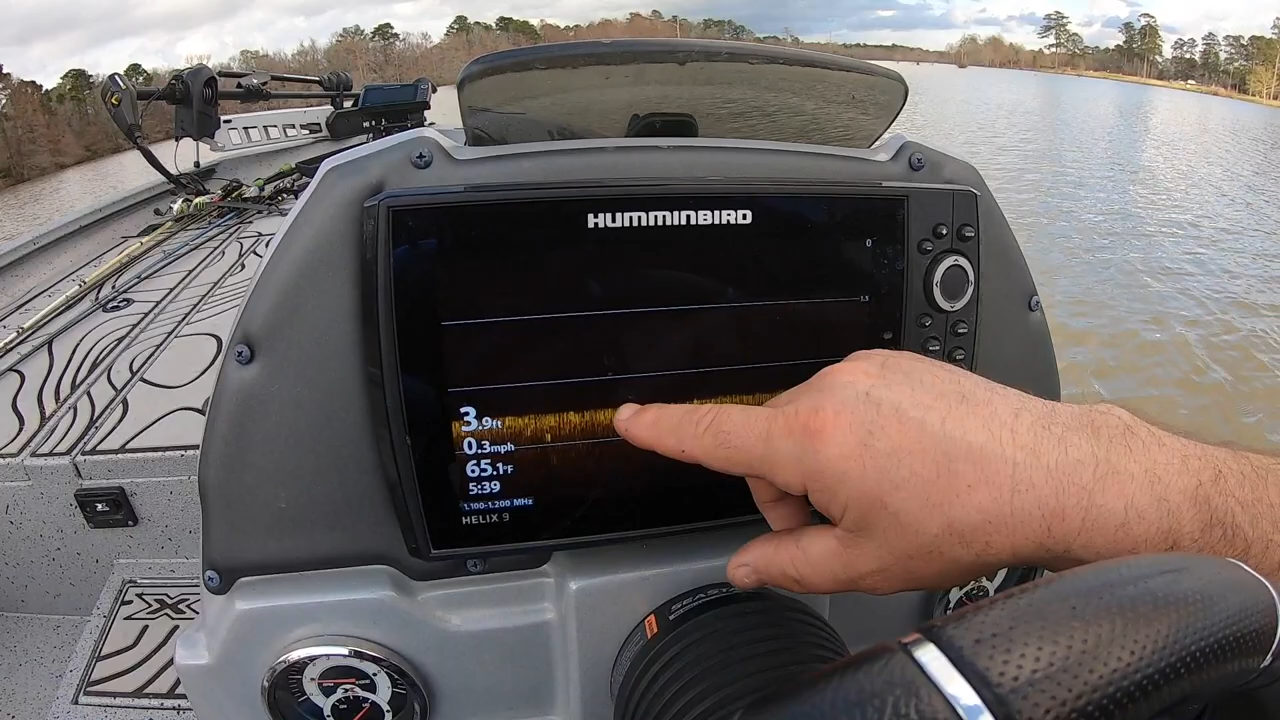 HUMMINBIRD
0
1.5
3.9ft
0.3mph
65.1°F
5:39
1.100-1.200 MHz
HELIX 9
SEAST
X